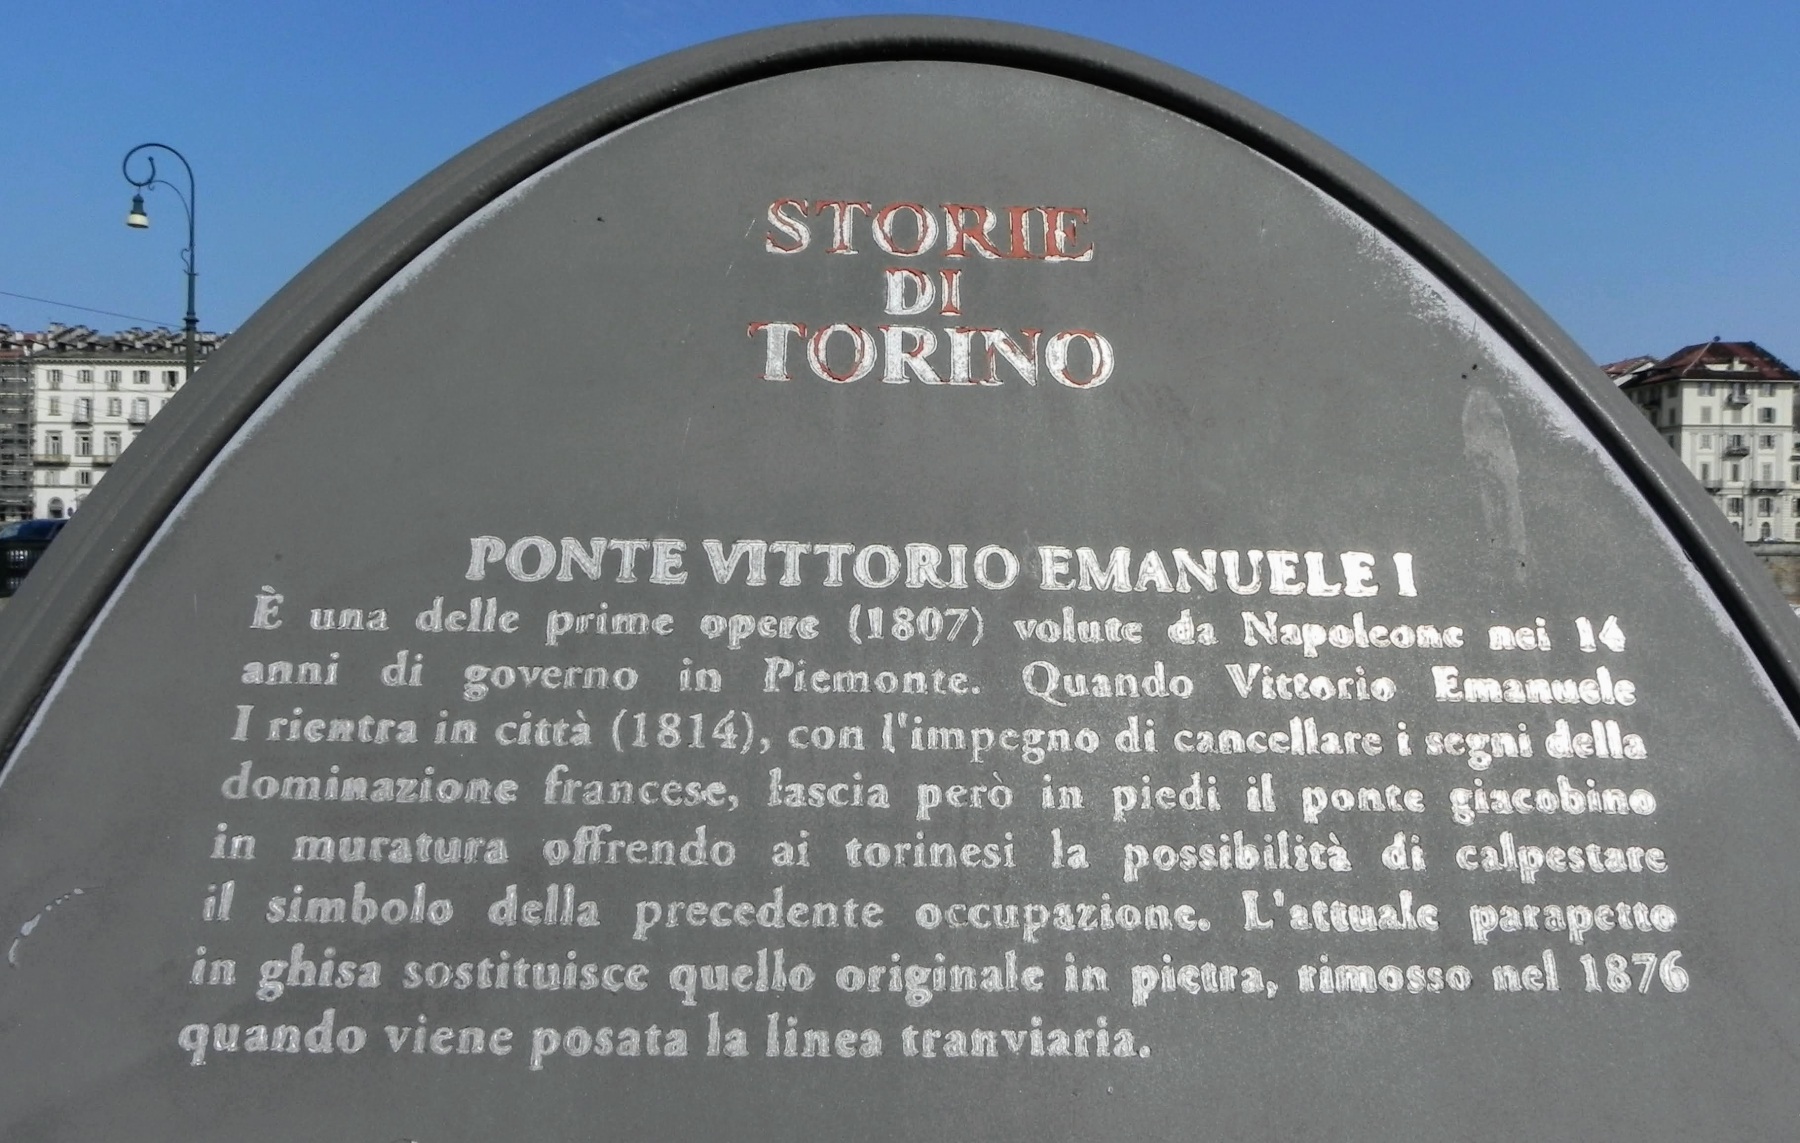 STORIE
DI
TORINO
PONTE VITTORIO EMANUELE I
È una delle prime opere (1807) volute da Napoleone nei 14
anni di governo in Piemonte. Quando Vittorio Emanuele
I rientra in città (1814), con l'impegno di cancellare i segni della
dominazione francese, lascia però in piedi il ponte giacobino
in muratura offrendo ai torinesi la possibilità di calpestare
il simbolo della precedente occupazione. L'attuale parapetto
in ghisa sostituisce quello originale in pietra, rimosso nel 1876
quando viene posata la linea tranviaria.